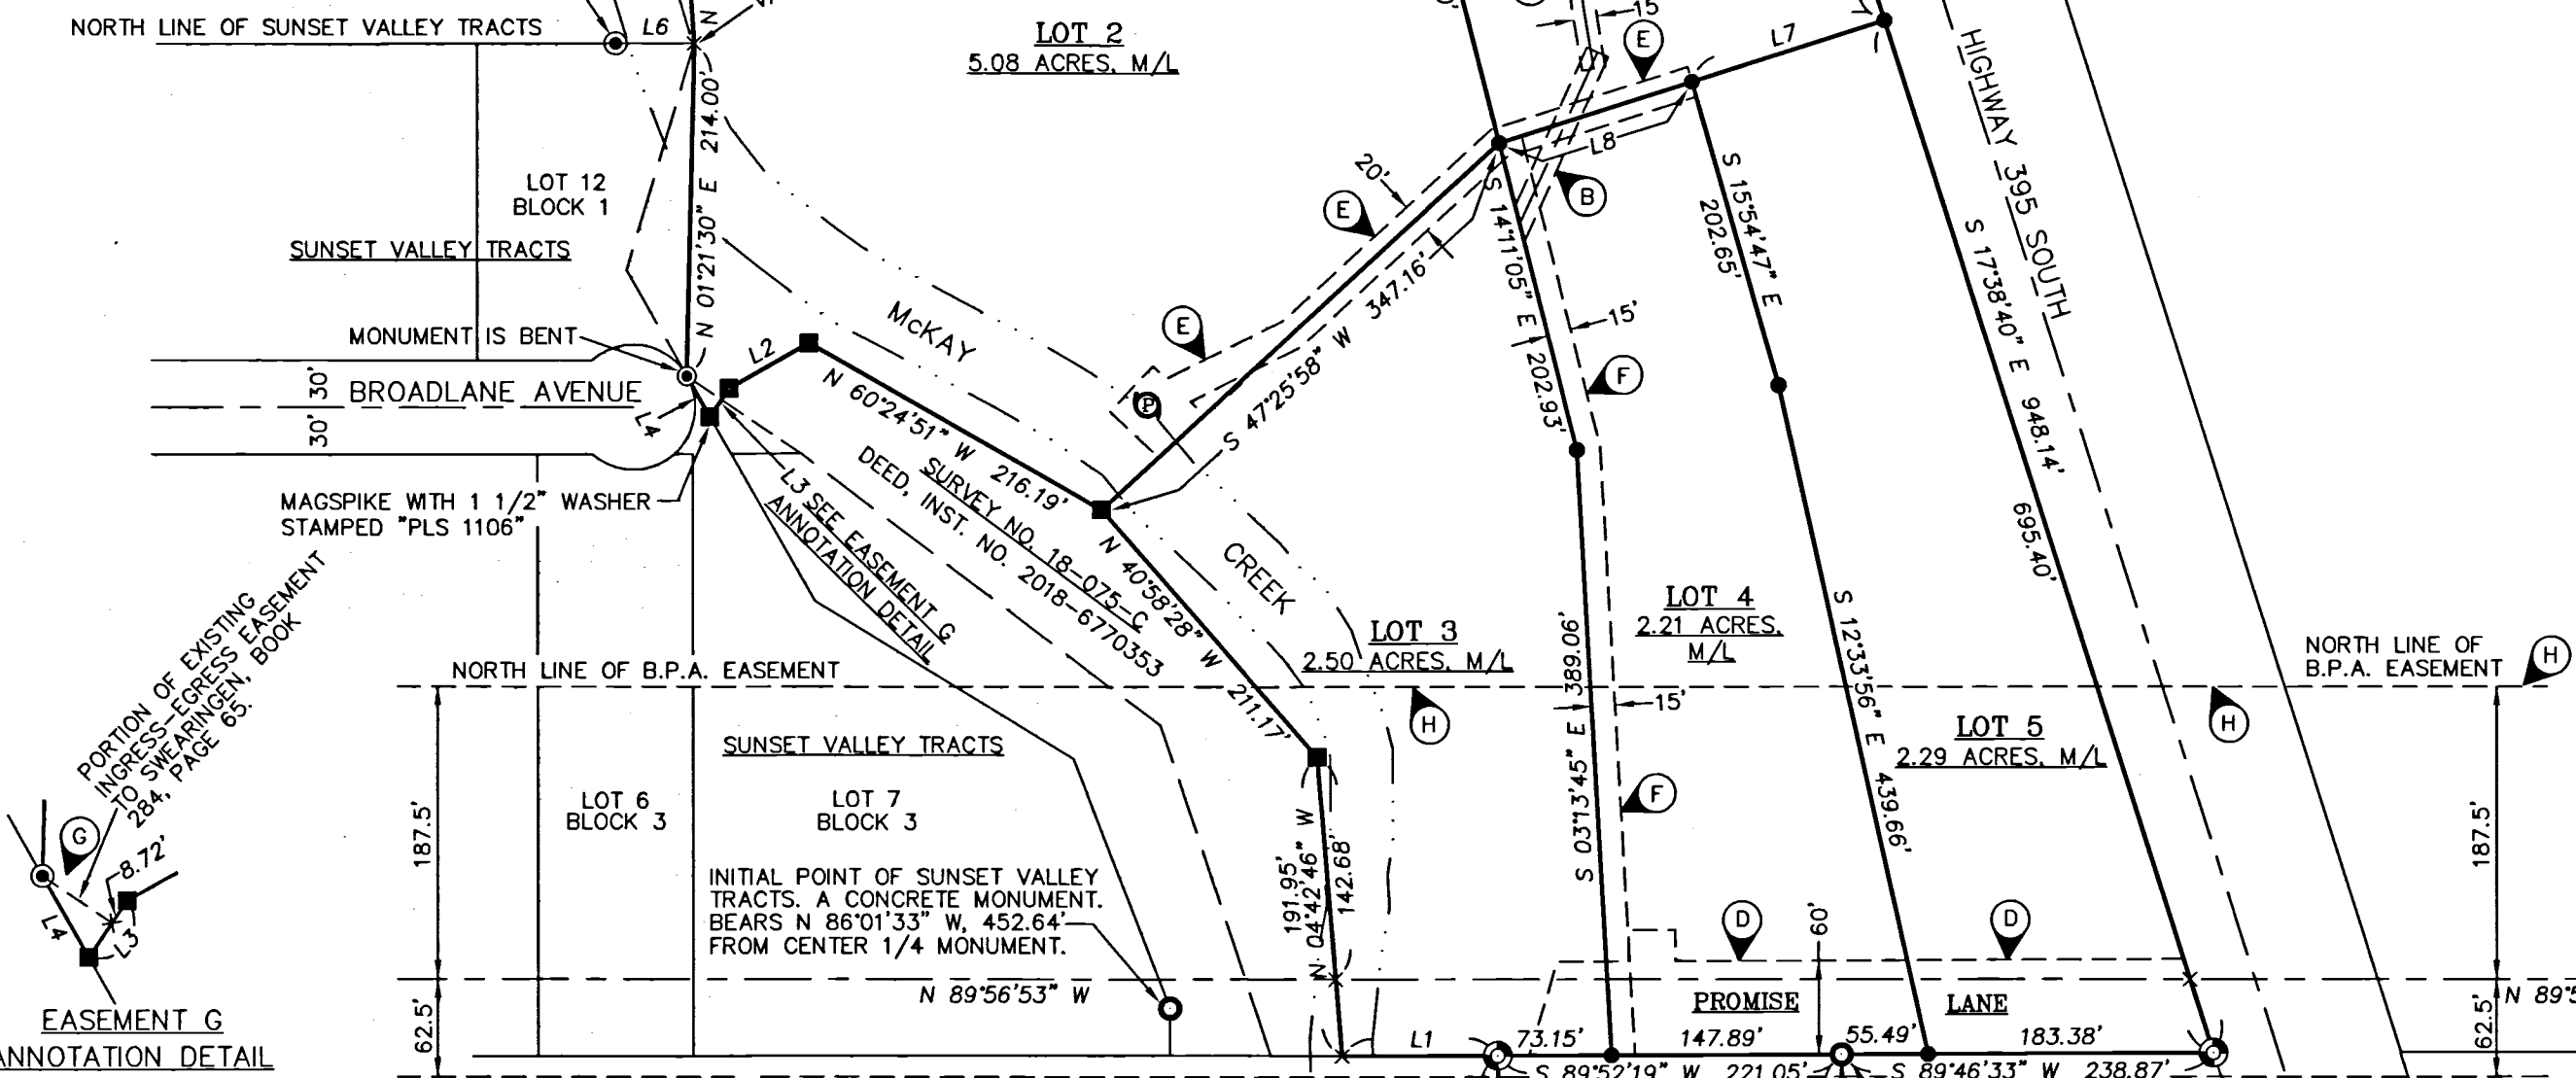 NORTH LINE OF SUNSET VALLEY TRACTS
L6
N 01°21'30" E 214.00'
LOT 2
5.08 ACRES, M/L
15'
E
L7
L8
B
HIGHWAY 395 SOUTH
LOT 12
BLOCK 1
SUNSET VALLEY TRACTS
20'
E
S 14°11'05" E 202.93'
S 15°54'47" E
202.65'
S 17°38'40" E 948.14'
695.40'
MONUMENT IS BENT
L2
McKAY
E
L
S 47°25'58" W 347.16'
15'
F
30' 30'
BROADLANE AVENUE
L4
N 60°24'51" W 216.19'
P
MAGSPIKE WITH 1 1/2" WASHER
STAMPED "PLS 1106"
L3 SEE EASEMENT G
ANNOTATION DETAIL
SURVEY NO. 18-075-C
DEED, INST. NO. 2018-6770353
N 40°58'28" W 211.17'
CREEK
LOT 3
2.50 ACRES, M/L
S 03°13'45" E 389.06'
LOT 4
2.21 ACRES,
M/L
S 12°33'56" E 439.66'
NORTH LINE OF
B.P.A. EASEMENT
H
PORTION OF EXISTING
INGRESS-EGRESS EASEMENT
TO SWEARINGEN, BOOK
284, PAGE 65.
NORTH LINE OF B.P.A. EASEMENT
H
15'
H
SUNSET VALLEY TRACTS
LOT 5
2.29 ACRES, M/L
187.5'
LOT 6
BLOCK 3
LOT 7
BLOCK 3
F
187.5'
G
8.72'
L4
L3
INITIAL POINT OF SUNSET VALLEY
TRACTS. A CONCRETE MONUMENT.
BEARS N 86°01'33" W, 452.64'
FROM CENTER 1/4 MONUMENT.
191.95'
N 04°42'46" W
142.68'
60'
D
D
N 89°56'53" W
PROMISE LANE
EASEMENT G
ANNOTATION DETAIL
62.5'
L1
73.15'
147.89'
55.49'
183.38'
62.5'
S 89°52'19" W 221.05'
S 89°46'33" W 238.87'